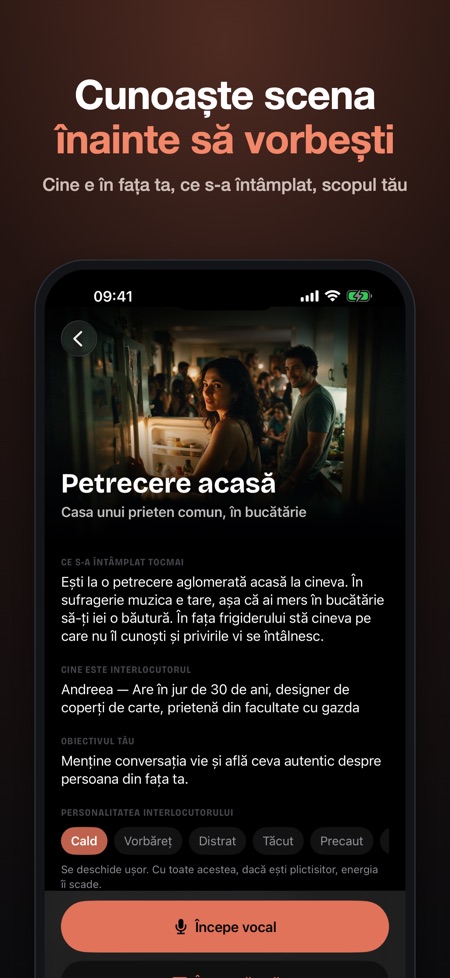 Cunoaște scena
înainte să vorbești
Cine e în fața ta, ce s-a întâmplat, scopul tău
09:41
Petrecere acasă
Casa unui prieten comun, în bucătărie
CE S-A ÎNTÂMPLAT TOCMAI
Ești la o petrecere aglomerată acasă la cineva. În
sufragerie muzica e tare, așa că ai mers în bucătărie
să-ți iei o băutură. În fața frigiderului stă cineva pe
care nu îl cunoști și privirile vi se întâlnesc.
CINE ESTE INTERLOCUTORUL
Andreea — Are în jur de 30 de ani, designer de
coperți de carte, prietenă din facultate cu gazda
OBIECTIVUL TĂU
Menține conversația vie și află ceva autentic despre
persoana din fața ta.
PERSONALITATEA INTERLOCUTORULUI
Cald Vorbăreț Distrat Tăcut Precaut
Se deschide ușor. Cu toate acestea, dacă ești plictisitor, energia
îi scade.
Începe vocal